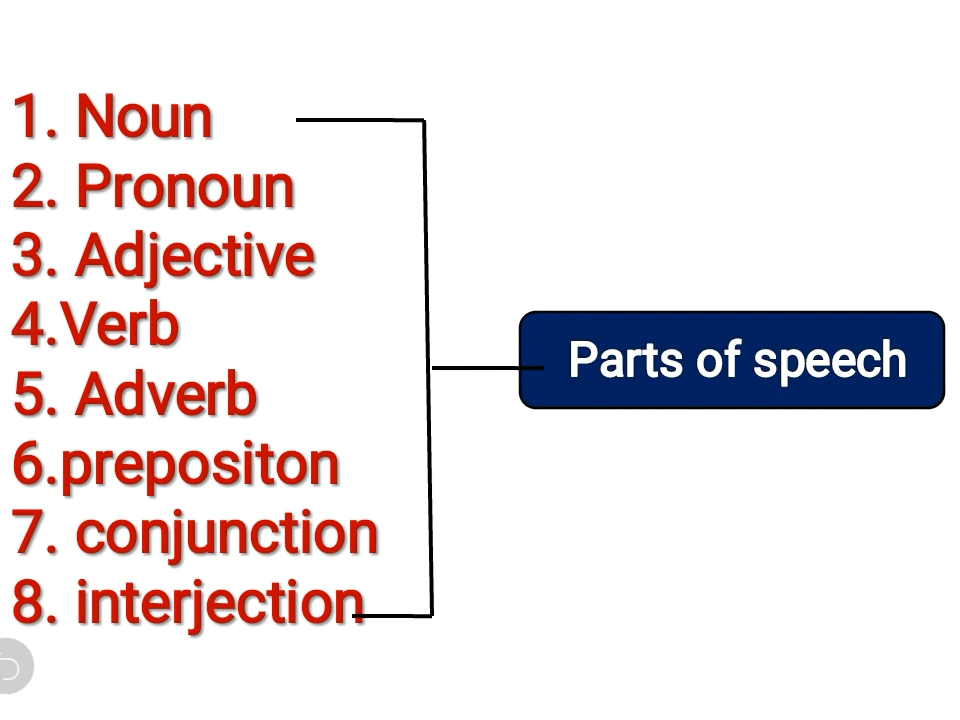 1. Noun
2. Pronoun
3. Adjective
4.Verb
5. Adverb
6.prepositon
7. conjunction
8. interjection
Parts of speech